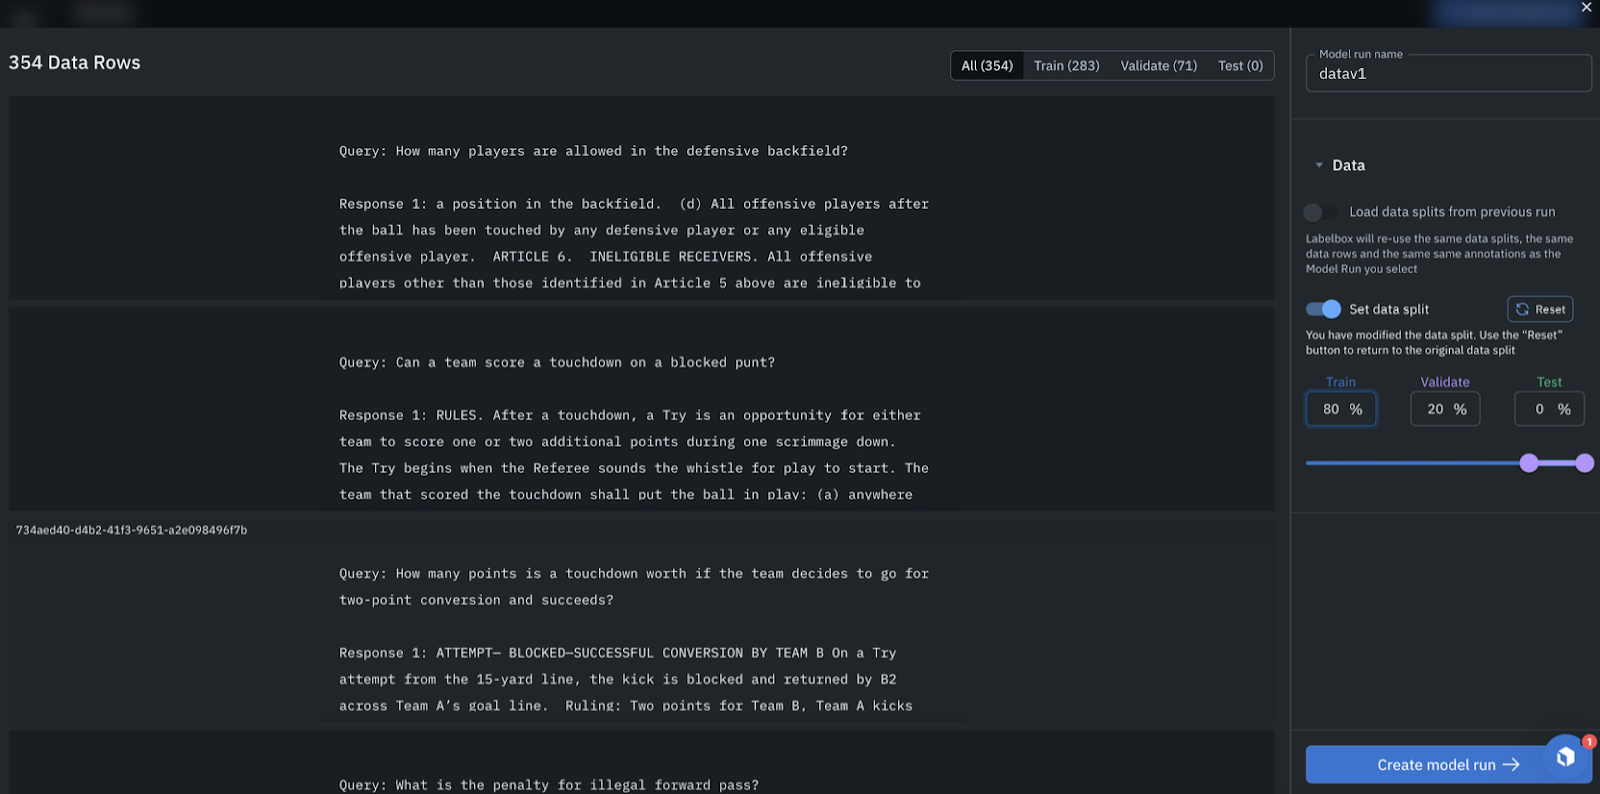 354 Data Rows
All (354) Train (283) Validate (71) Test (0)
Query: How many players are allowed in the defensive backfield?
Response 1: a position in the backfield.  (d) All offensive players after
the ball has been touched by any defensive player or any eligible
offensive player.  ARTICLE 6.  INELIGIBLE RECEIVERS. All offensive
players other than those identified in Article 5 above are ineligible to
Query: Can a team score a touchdown on a blocked punt?
Response 1: RULES. After a touchdown, a Try is an opportunity for either
team to score one or two additional points during one scrimmage down.
The Try begins when the Referee sounds the whistle for play to start. The
team that scored the touchdown shall put the ball in play: (a) anywhere
734aed40-d4b2-41f3-9651-a2e098496f7b
Query: How many points is a touchdown worth if the team decides to go for
two-point conversion and succeeds?
Response 1: ATTEMPT— BLOCKED—SUCCESSFUL CONVERSION BY TEAM B On a Try
attempt from the 15-yard line, the kick is blocked and returned by B2
across Team A’s goal line.  Ruling: Two points for Team B, Team A kicks
Query: What is the penalty for illegal forward pass?
Model run name
datav1
Data
Load data splits from previous run
Labelbox will re-use the same data splits, the same
data rows and the same same annotations as the
Model Run you select
Set data split
Reset
You have modified the data split. Use the “Reset”
button to return to the original data split
Train Validate Test
80 % 20 % 0 %
Create model run →
1